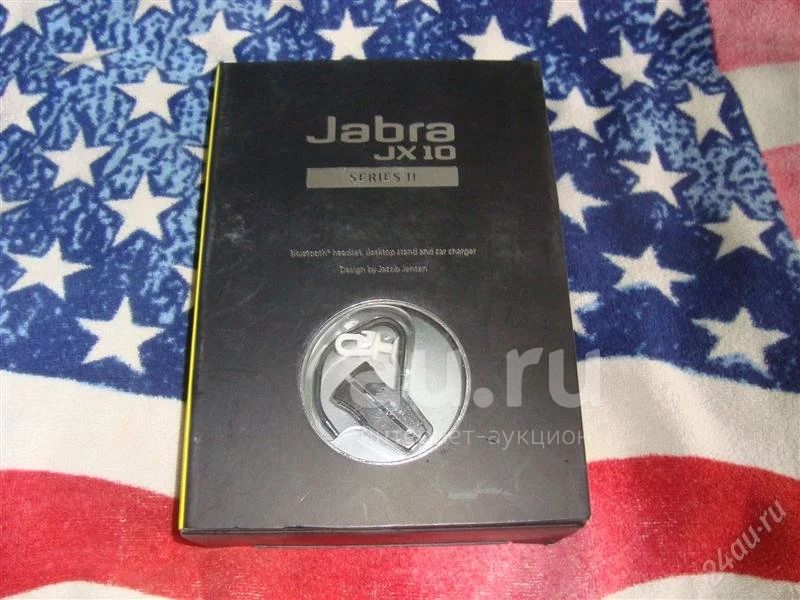 Jabra
JX10
SERIES II
Bluetooth® headset, desktop stand and car charger
Design by Jacob Jensen
au.ru
интернет-аукцион
24au.ru